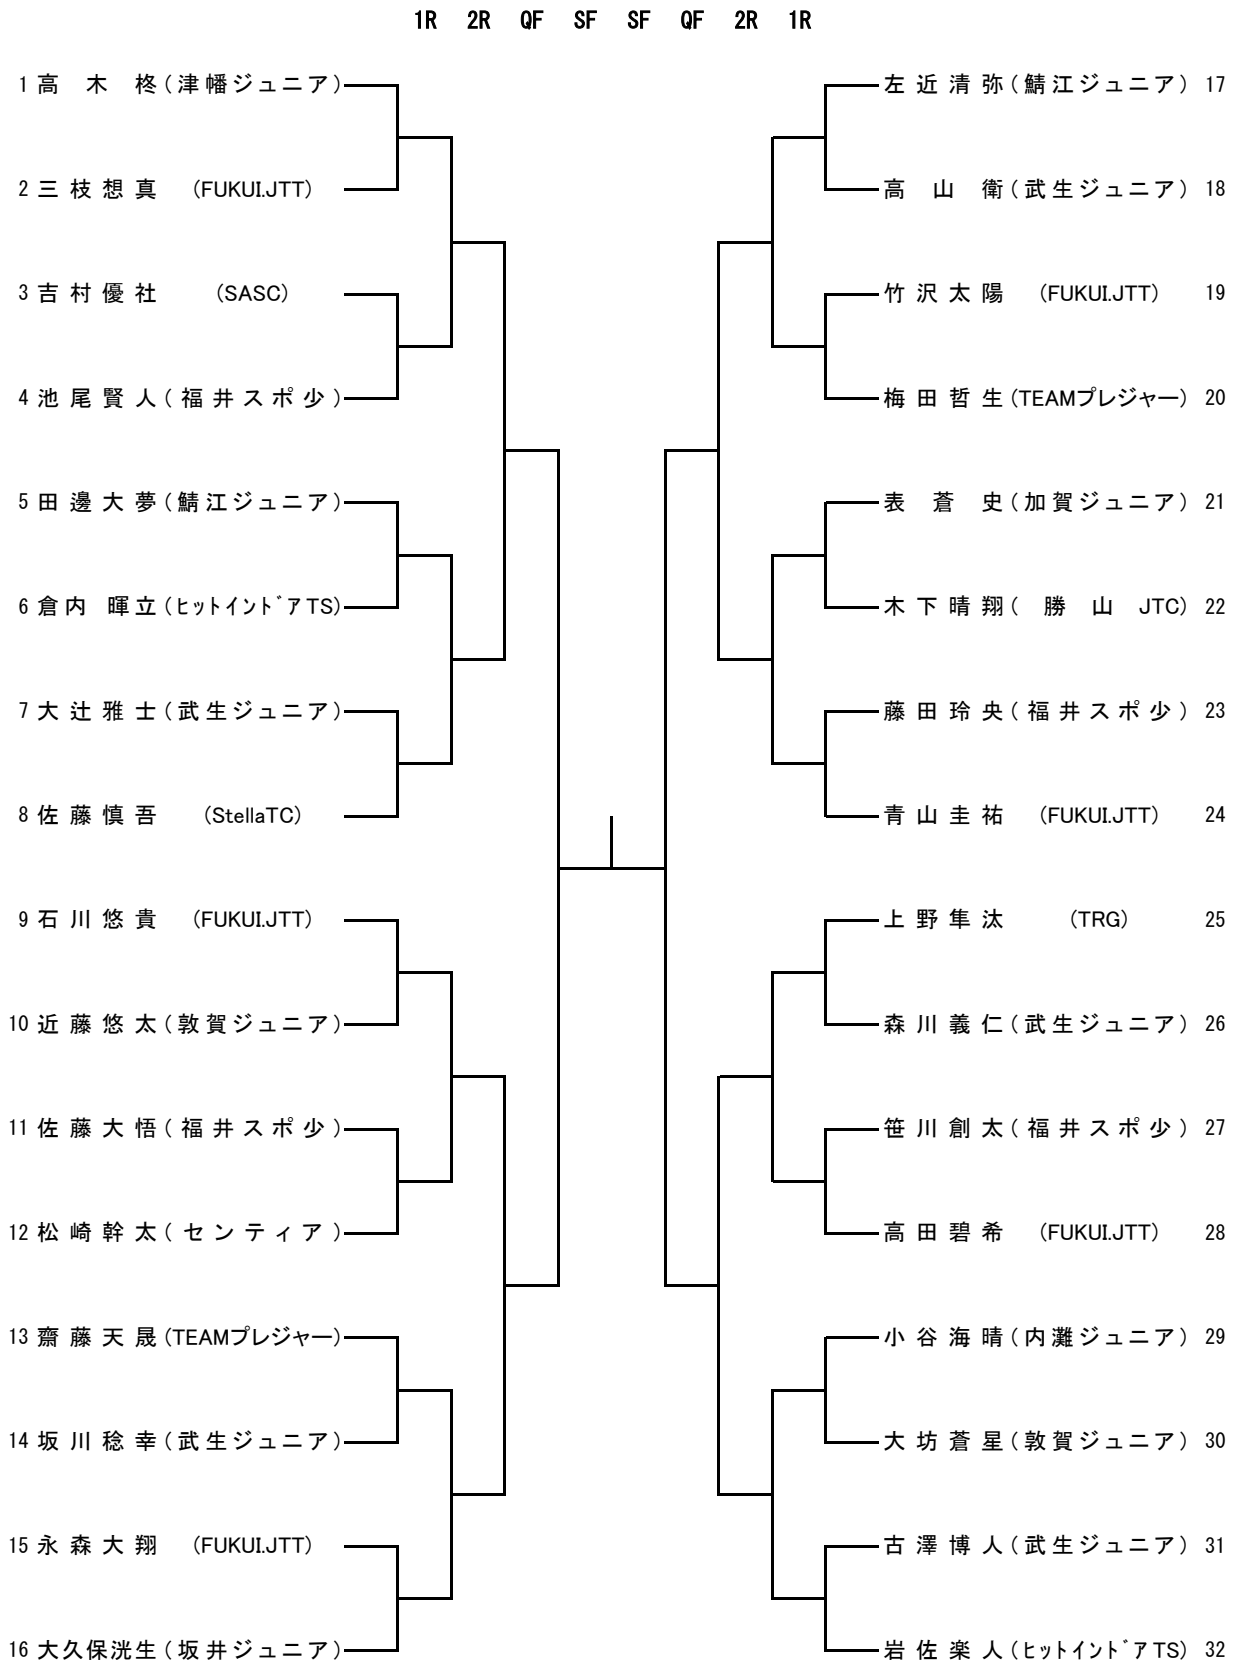 1R 2R QF SF SF QF 2R 1R
1 高 木 柊 (津幡ジュニア)
2 三枝想真 (FUKUI.JTT)
3 吉村優社 (SASC)
4 池尾賢人 (福井スポ少)
5 田邊大夢 (鯖江ジュニア)
6 倉内 暉立 (ﾋｯﾄｲﾝﾄﾞｱTS)
7 大辻雅士 (武生ジュニア)
8 佐藤慎吾 (StellaTC)
9 石川悠貴 (FUKUI.JTT)
10 近藤悠太 (敦賀ジュニア)
11 佐藤大悟 (福井スポ少)
12 松崎幹太 (センティア)
13 齋藤天晟 (TEAMプレジャー)
14 坂川稔幸 (武生ジュニア)
15 永森大翔 (FUKUI.JTT)
16 大久保洸生 (坂井ジュニア)
左近清弥 (鯖江ジュニア) 17
高 山 衛 (武生ジュニア) 18
竹沢太陽 (FUKUI.JTT) 19
梅田哲生 (TEAMプレジャー) 20
表 蒼 史 (加賀ジュニア) 21
木下晴翔 (勝 山 JTC) 22
藤田玲央 (福井スポ少) 23
青山圭祐 (FUKUI.JTT) 24
上野隼汰 (TRG) 25
森川義仁 (武生ジュニア) 26
笹川創太 (福井スポ少) 27
高田碧希 (FUKUI.JTT) 28
小谷海晴 (内灘ジュニア) 29
大坊蒼星 (敦賀ジュニア) 30
古澤博人 (武生ジュニア) 31
岩佐楽人 (ﾋｯﾄｲﾝﾄﾞｱTS) 32